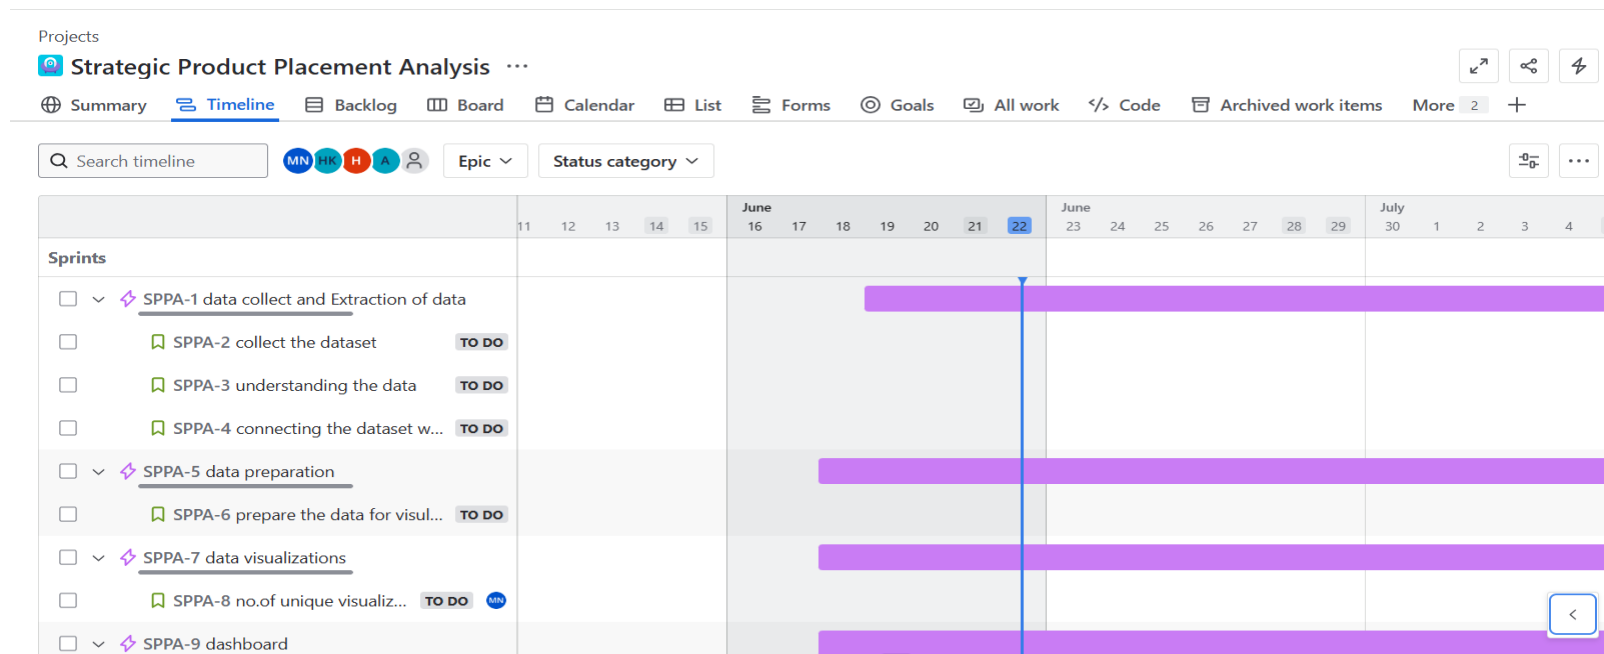 Projects
Strategic Product Placement Analysis ...
Summary Timeline Backlog Board Calendar List Forms Goals All work Code Archived work items More 2
Search timeline MN HK H A Epic Status category
June June July
11 12 13 14 15 16 17 18 19 20 21 22 23 24 25 26 27 28 29 30 1 2 3 4
Sprints
SPPA-1 data collect and Extraction of data
SPPA-2 collect the dataset TO DO
SPPA-3 understanding the data TO DO
SPPA-4 connecting the dataset w... TO DO
SPPA-5 data preparation
SPPA-6 prepare the data for visul... TO DO
SPPA-7 data visualizations
SPPA-8 no.of unique visualiz... TO DO MN
SPPA-9 dashboard